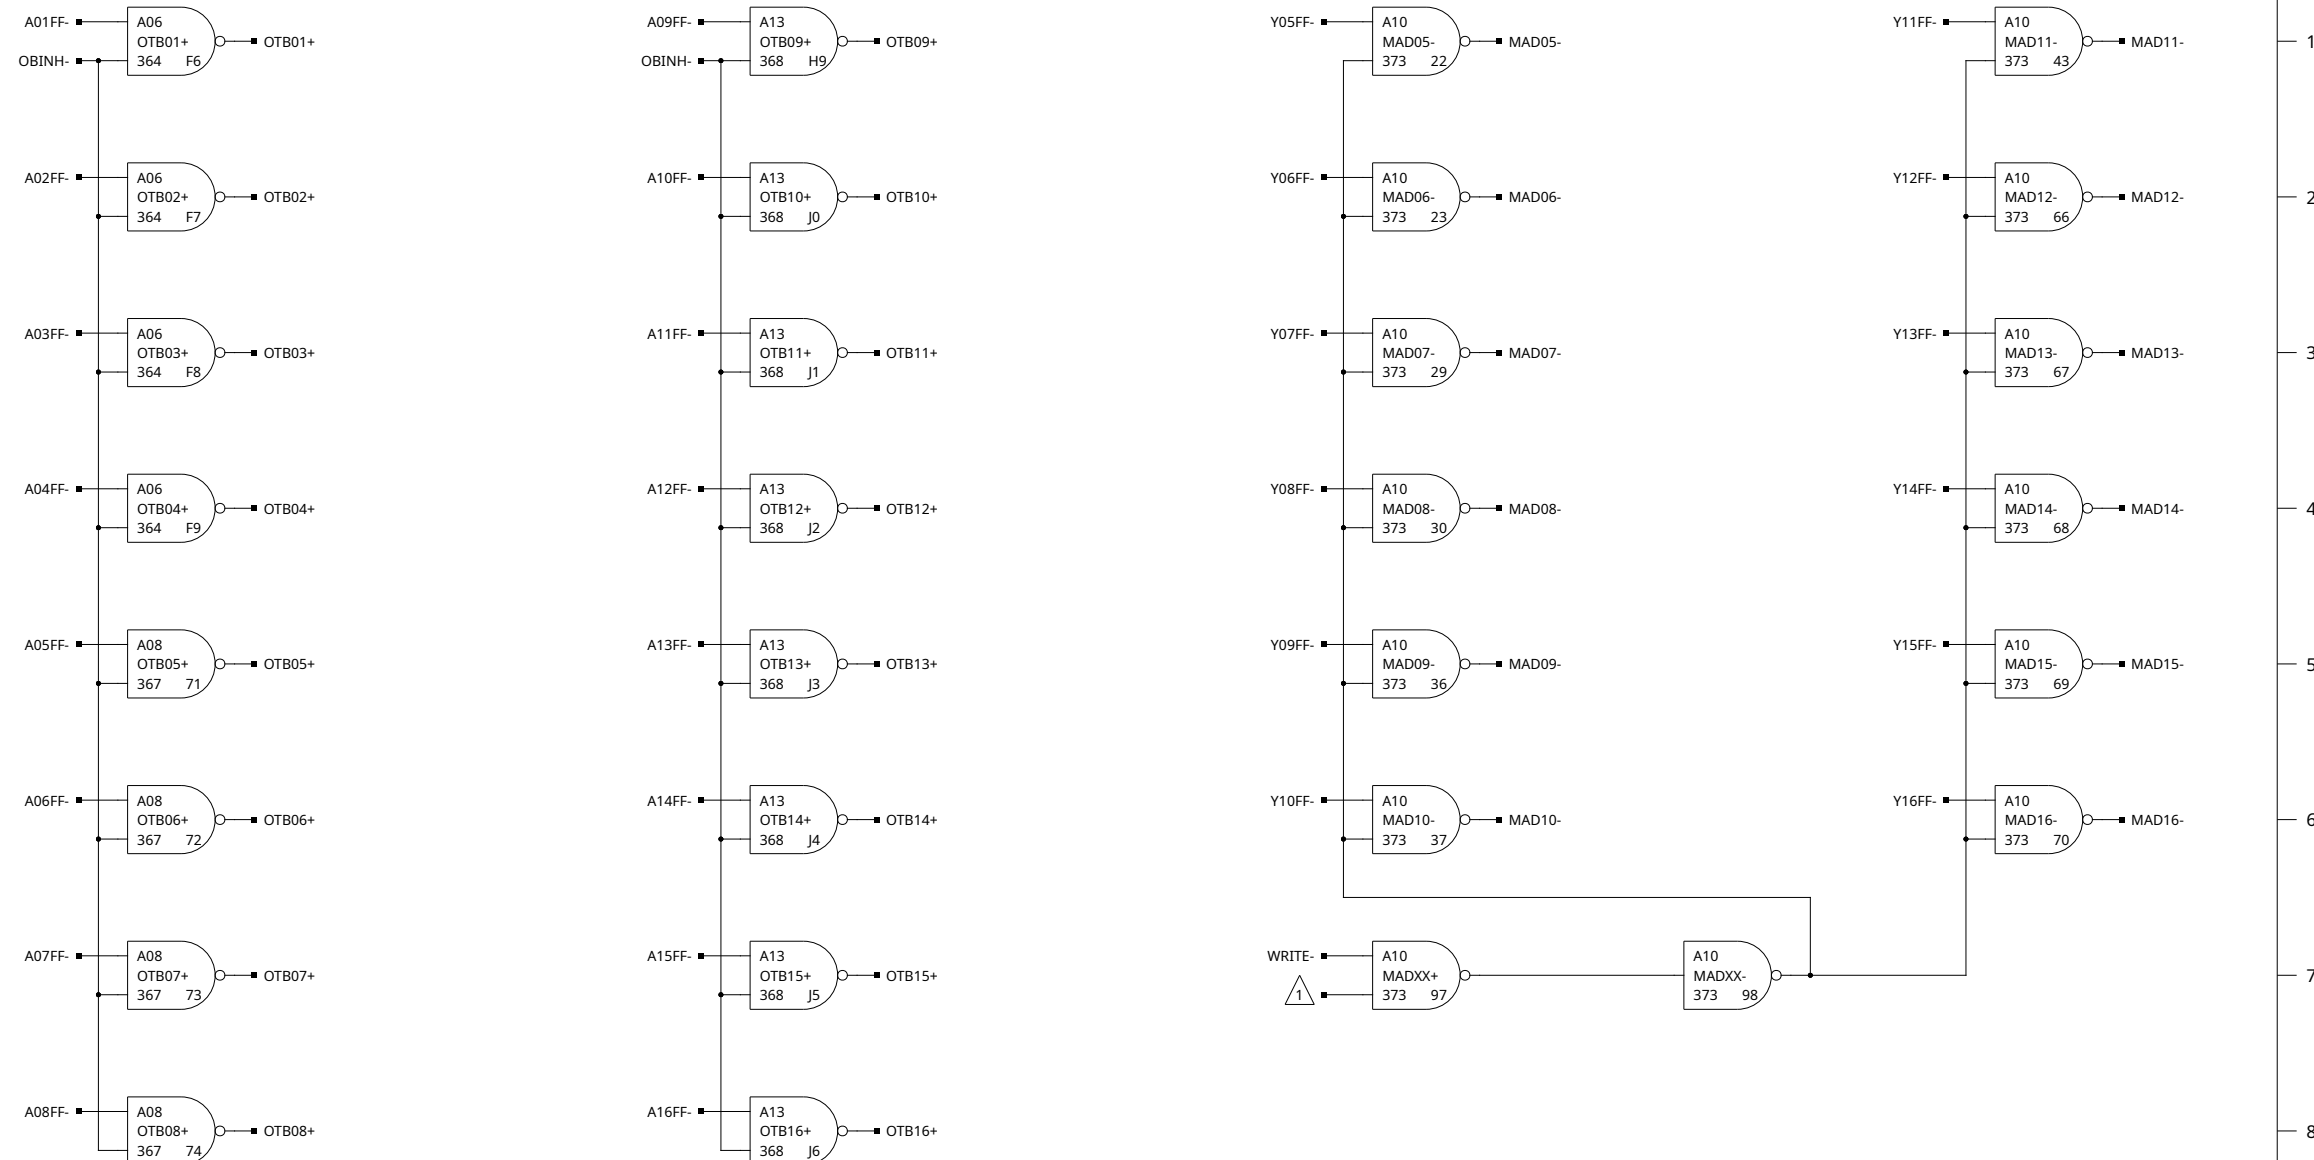 A01FF- A06 A09FF- A13 Y05FF- A10 Y11FF- A10
OTB01+ OTB01+ OTB09+ OTB09+ MAD05- MAD05- MAD11- MAD11- 1
OBINH- 364 F6 OBINH- 368 H9 373 22 373 43
A02FF- A06 A10FF- A13 Y06FF- A10 Y12FF- A10
OTB02+ OTB02+ OTB10+ OTB10+ MAD06- MAD06- MAD12- MAD12- 2
364 F7 368 J0 373 23 373 66
A03FF- A06 A11FF- A13 Y07FF- A10 Y13FF- A10
OTB03+ OTB03+ OTB11+ OTB11+ MAD07- MAD07- MAD13- MAD13- 3
364 F8 368 J1 373 29 373 67
A04FF- A06 A12FF- A13 Y08FF- A10 Y14FF- A10
OTB04+ OTB04+ OTB12+ OTB12+ MAD08- MAD08- MAD14- MAD14- 4
364 F9 368 J2 373 30 373 68
A05FF- A08 A13FF- A13 Y09FF- A10 Y15FF- A10
OTB05+ OTB05+ OTB13+ OTB13+ MAD09- MAD09- MAD15- MAD15- 5
367 71 368 J3 373 36 373 69
A06FF- A08 A14FF- A13 Y10FF- A10 Y16FF- A10
OTB06+ OTB06+ OTB14+ OTB14+ MAD10- MAD10- MAD16- MAD16- 6
367 72 368 J4 373 37 373 70
A07FF- A08 A15FF- A13 WRITE- A10 A10
OTB07+ OTB07+ OTB15+ OTB15+ MADXX+ MADXX- 7
367 73 368 J5 1 373 97 373 98
A08FF- A08 A16FF- A13
OTB08+ OTB08+ OTB16+ OTB16+ 8
367 74 368 J6